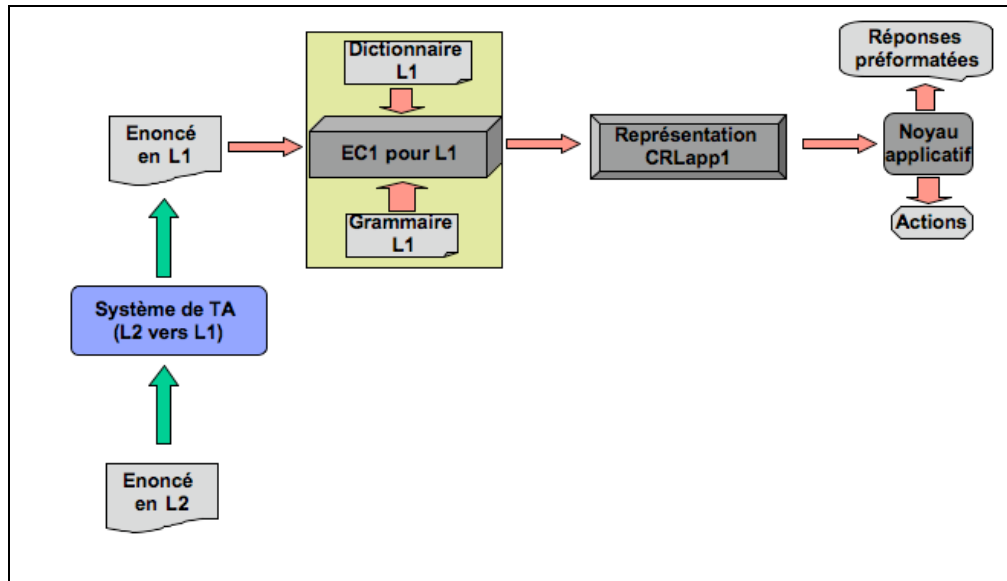 Dictionnaire
L1
Réponses
préformatées
Enoncé
en L1
EC1 pour L1
Représentation
CRLapp1
Noyau
applicatif
Grammaire
L1
Actions
Système de TA
(L2 vers L1)
Enoncé
en L2